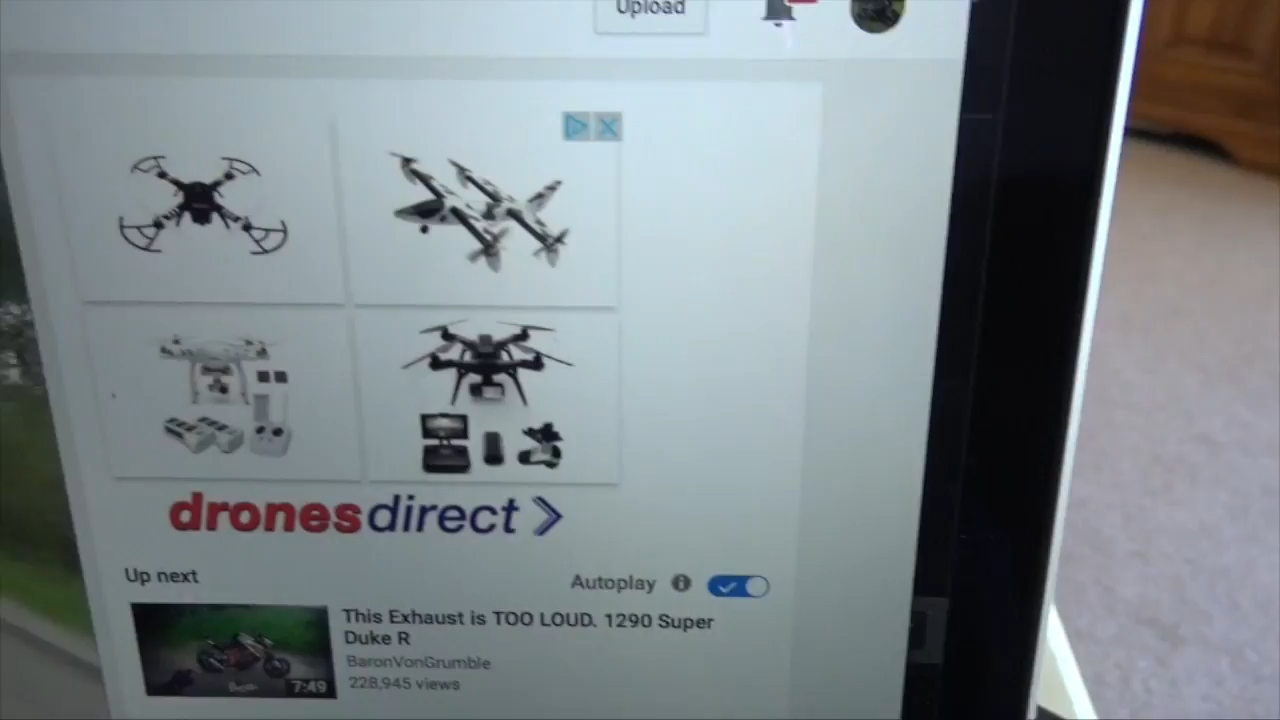 Upload
dronesdirect
Up next
Autoplay
This Exhaust is TOO LOUD. 1290 Super
Duke R
BaronVonGrumble
228,945 views
7:49